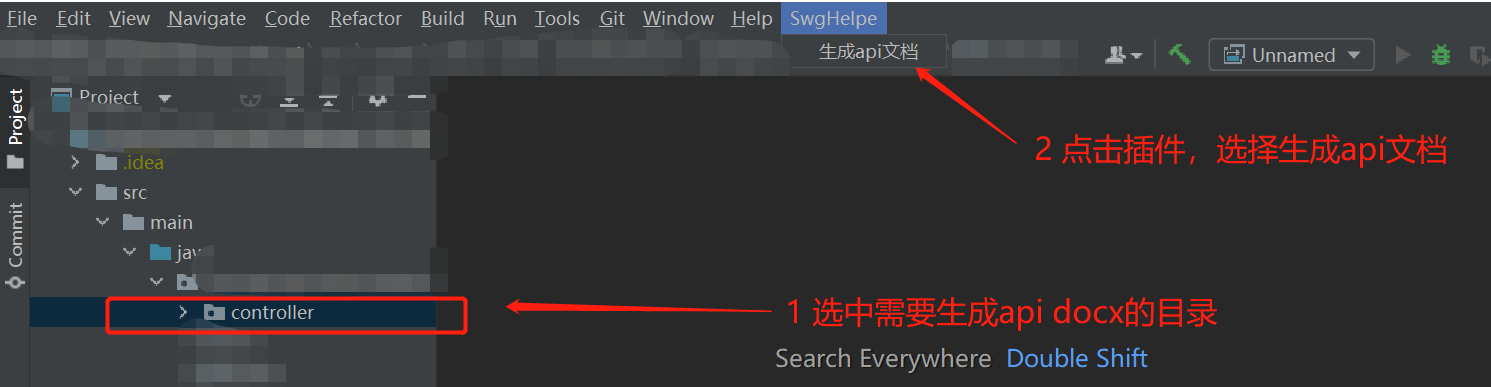 File Edit View Navigate Code Refactor Build Run Tools Git Window Help SwgHelpe
生成api文档
Unnamed
Project
Project
2 点击插件，选择生成api文档
.idea
src
main
Commit
controller
1 选中需要生成api docx的目录
Search Everywhere Double Shift